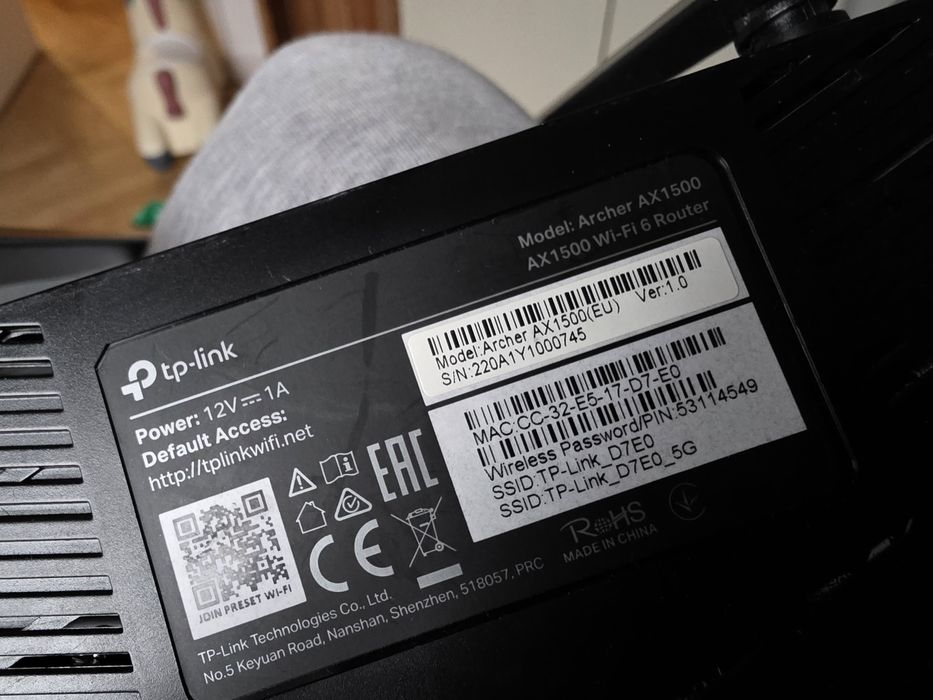 Model: Archer AX1500
AX1500 Wi-Fi 6 Router
tp-link
Power: 12V⎓1A
Default Access:
http://tplinkwifi.net
Model:Archer AX1500(EU) Ver:1.0
S/N:220A1Y1000745
MAC:CC-32-E5-17-D7-E0
Wireless Password/PIN:53114549
SSID:TP-Link_D7E0
SSID:TP-Link_D7E0_5G
EAC
CE
RoHS
MADE IN CHINA
JOIN PRESET WI-FI
TP-Link Technologies Co., Ltd.
No.5 Keyuan Road, Nanshan, Shenzhen, 518057, PRC